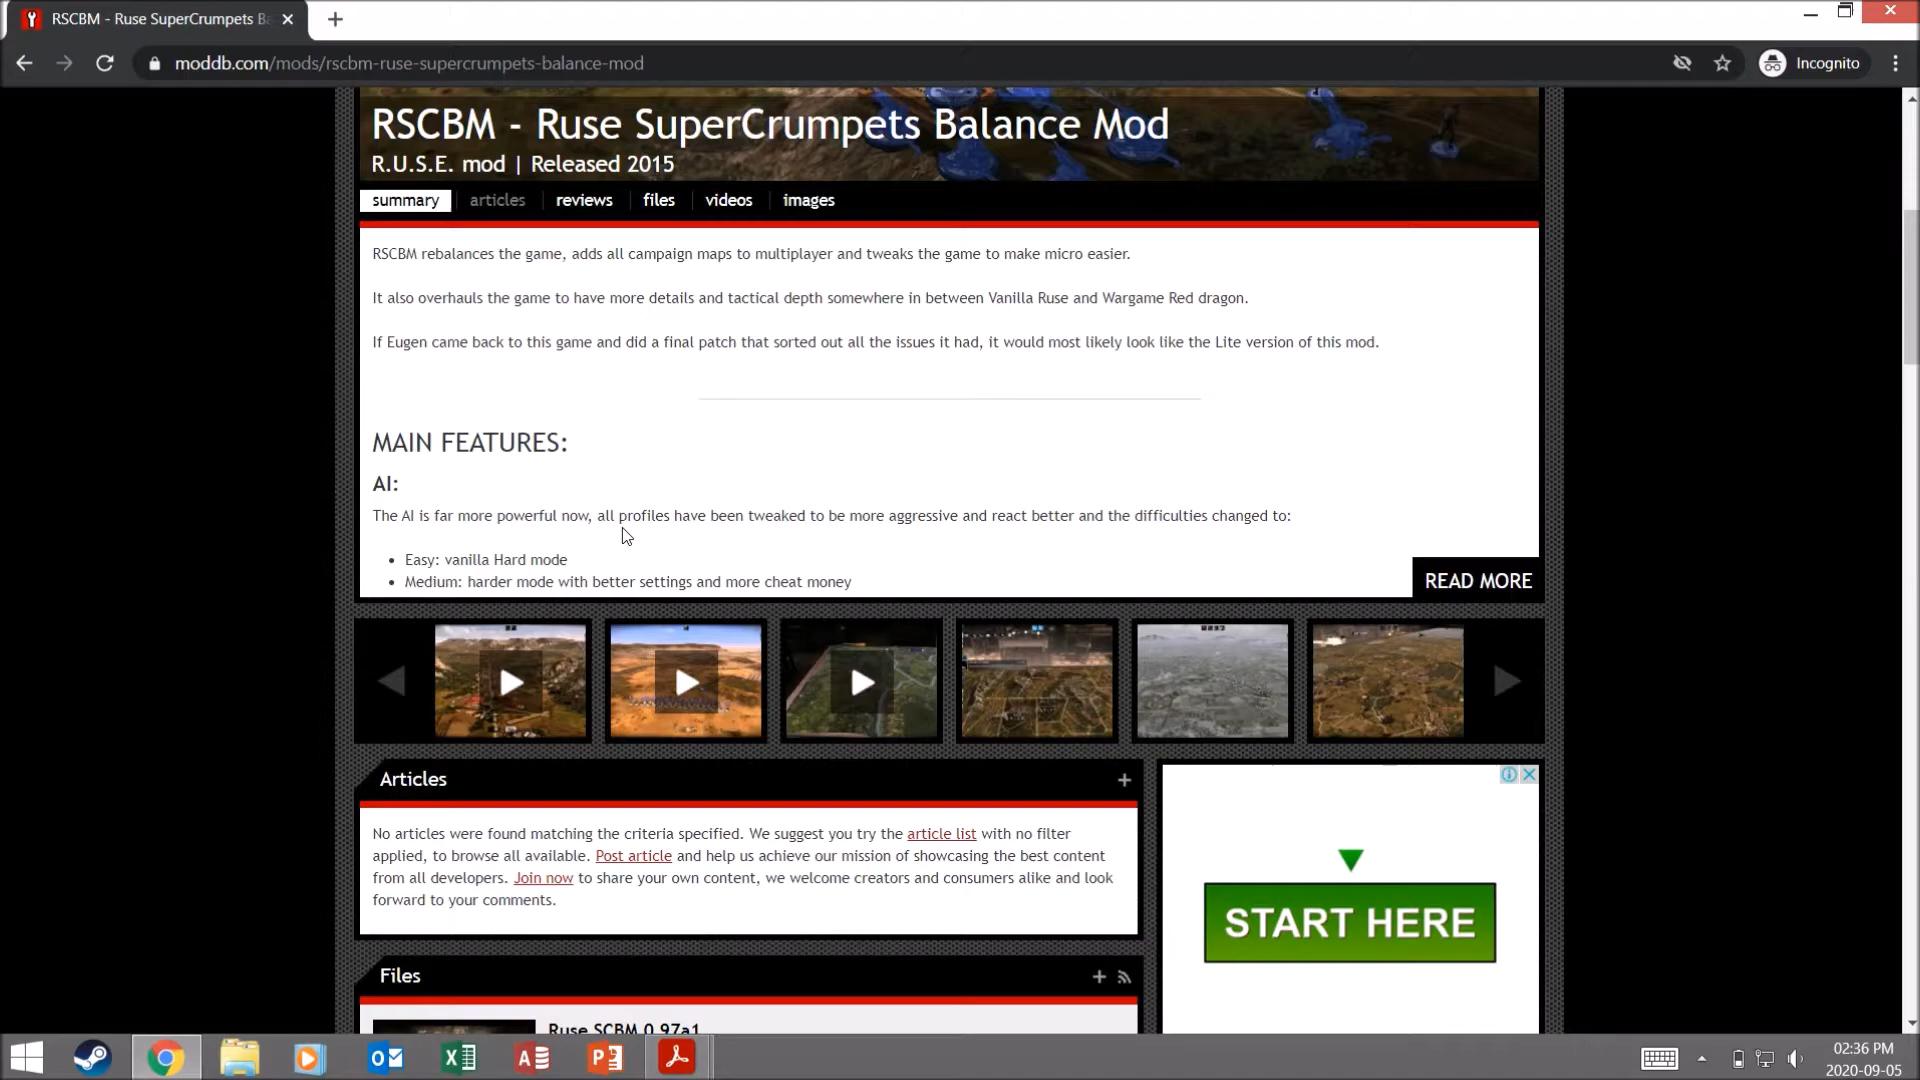 RSCBM - Ruse SuperCrumpets Ba
moddb.com/mods/rscbm-ruse-supercrumpets-balance-mod
Incognito
RSCBM - Ruse SuperCrumpets Balance Mod
R.U.S.E. mod | Released 2015
summary articles reviews files videos images
RSCBM rebalances the game, adds all campaign maps to multiplayer and tweaks the game to make micro easier.
It also overhauls the game to have more details and tactical depth somewhere in between Vanilla Ruse and Wargame Red dragon.
If Eugen came back to this game and did a final patch that sorted out all the issues it had, it would most likely look like the Lite version of this mod.
MAIN FEATURES:
AI:
The AI is far more powerful now, all profiles have been tweaked to be more aggressive and react better and the difficulties changed to:
• Easy: vanilla Hard mode
• Medium: harder mode with better settings and more cheat money
READ MORE
Articles
No articles were found matching the criteria specified. We suggest you try the article list with no filter
applied, to browse all available. Post article and help us achieve our mission of showcasing the best content
from all developers. Join now to share your own content, we welcome creators and consumers alike and look
forward to your comments.
START HERE
Files
Ruse SCBM 0.97a1
02:36 PM
2020-09-05